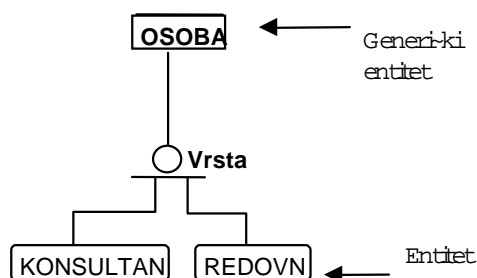 OSOBA
Generi~ki
entitet
Vrsta
KONSULTAN
REDOVN
Entitet